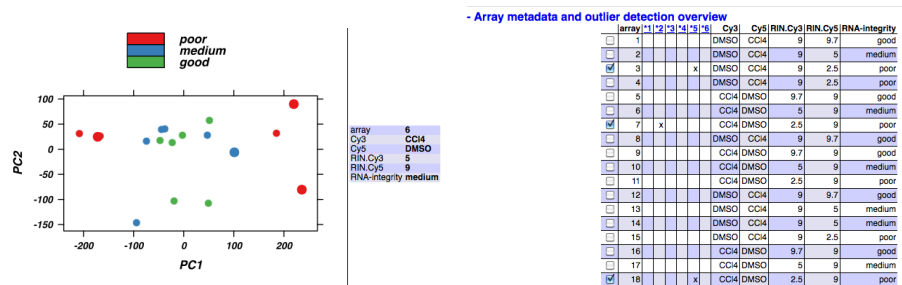 poor
medium
good
100
50
0
-50
-100
-150
PC2
-200 -100 0 100 200
PC1
array 6
Cy3 CCl4
Cy5 DMSO
RIN.Cy3 5
RIN.Cy5 9
RNA-integrity medium
- Array metadata and outlier detection overview
array *1 *2 *3 *4 *5 *6 Cy3 Cy5 RIN.Cy3 RIN.Cy5 RNA-integrity
1 DMSO CCl4 9 9.7 good
2 DMSO CCl4 9 5 medium
3 x DMSO CCl4 9 2.5 poor
4 DMSO CCl4 9 2.5 poor
5 CCl4 DMSO 9.7 9 good
6 CCl4 DMSO 5 9 medium
7 x CCl4 DMSO 2.5 9 poor
8 DMSO CCl4 9 9.7 good
9 CCl4 DMSO 9.7 9 good
10 CCl4 DMSO 5 9 medium
11 CCl4 DMSO 2.5 9 poor
12 DMSO CCl4 9 9.7 good
13 DMSO CCl4 9 5 medium
14 DMSO CCl4 9 5 medium
15 DMSO CCl4 9 2.5 poor
16 CCl4 DMSO 9.7 9 good
17 CCl4 DMSO 5 9 medium
18 x CCl4 DMSO 2.5 9 poor